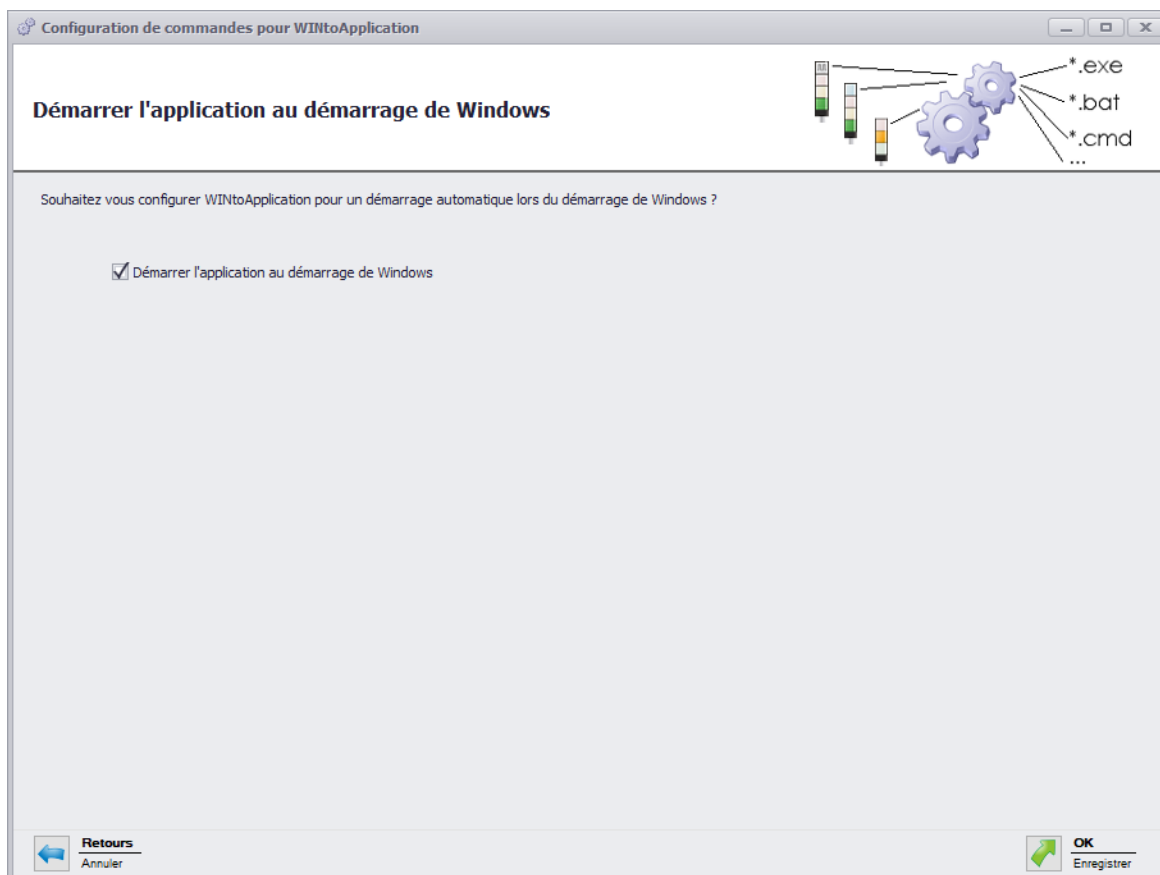 Configuration de commandes pour WINtoApplication
Démarrer l'application au démarrage de Windows
*.exe
*.bat
*.cmd
...
Souhaitez vous configurer WINtoApplication pour un démarrage automatique lors du démarrage de Windows ?
Démarrer l'application au démarrage de Windows
Retours
Annuler
OK
Enregistrer